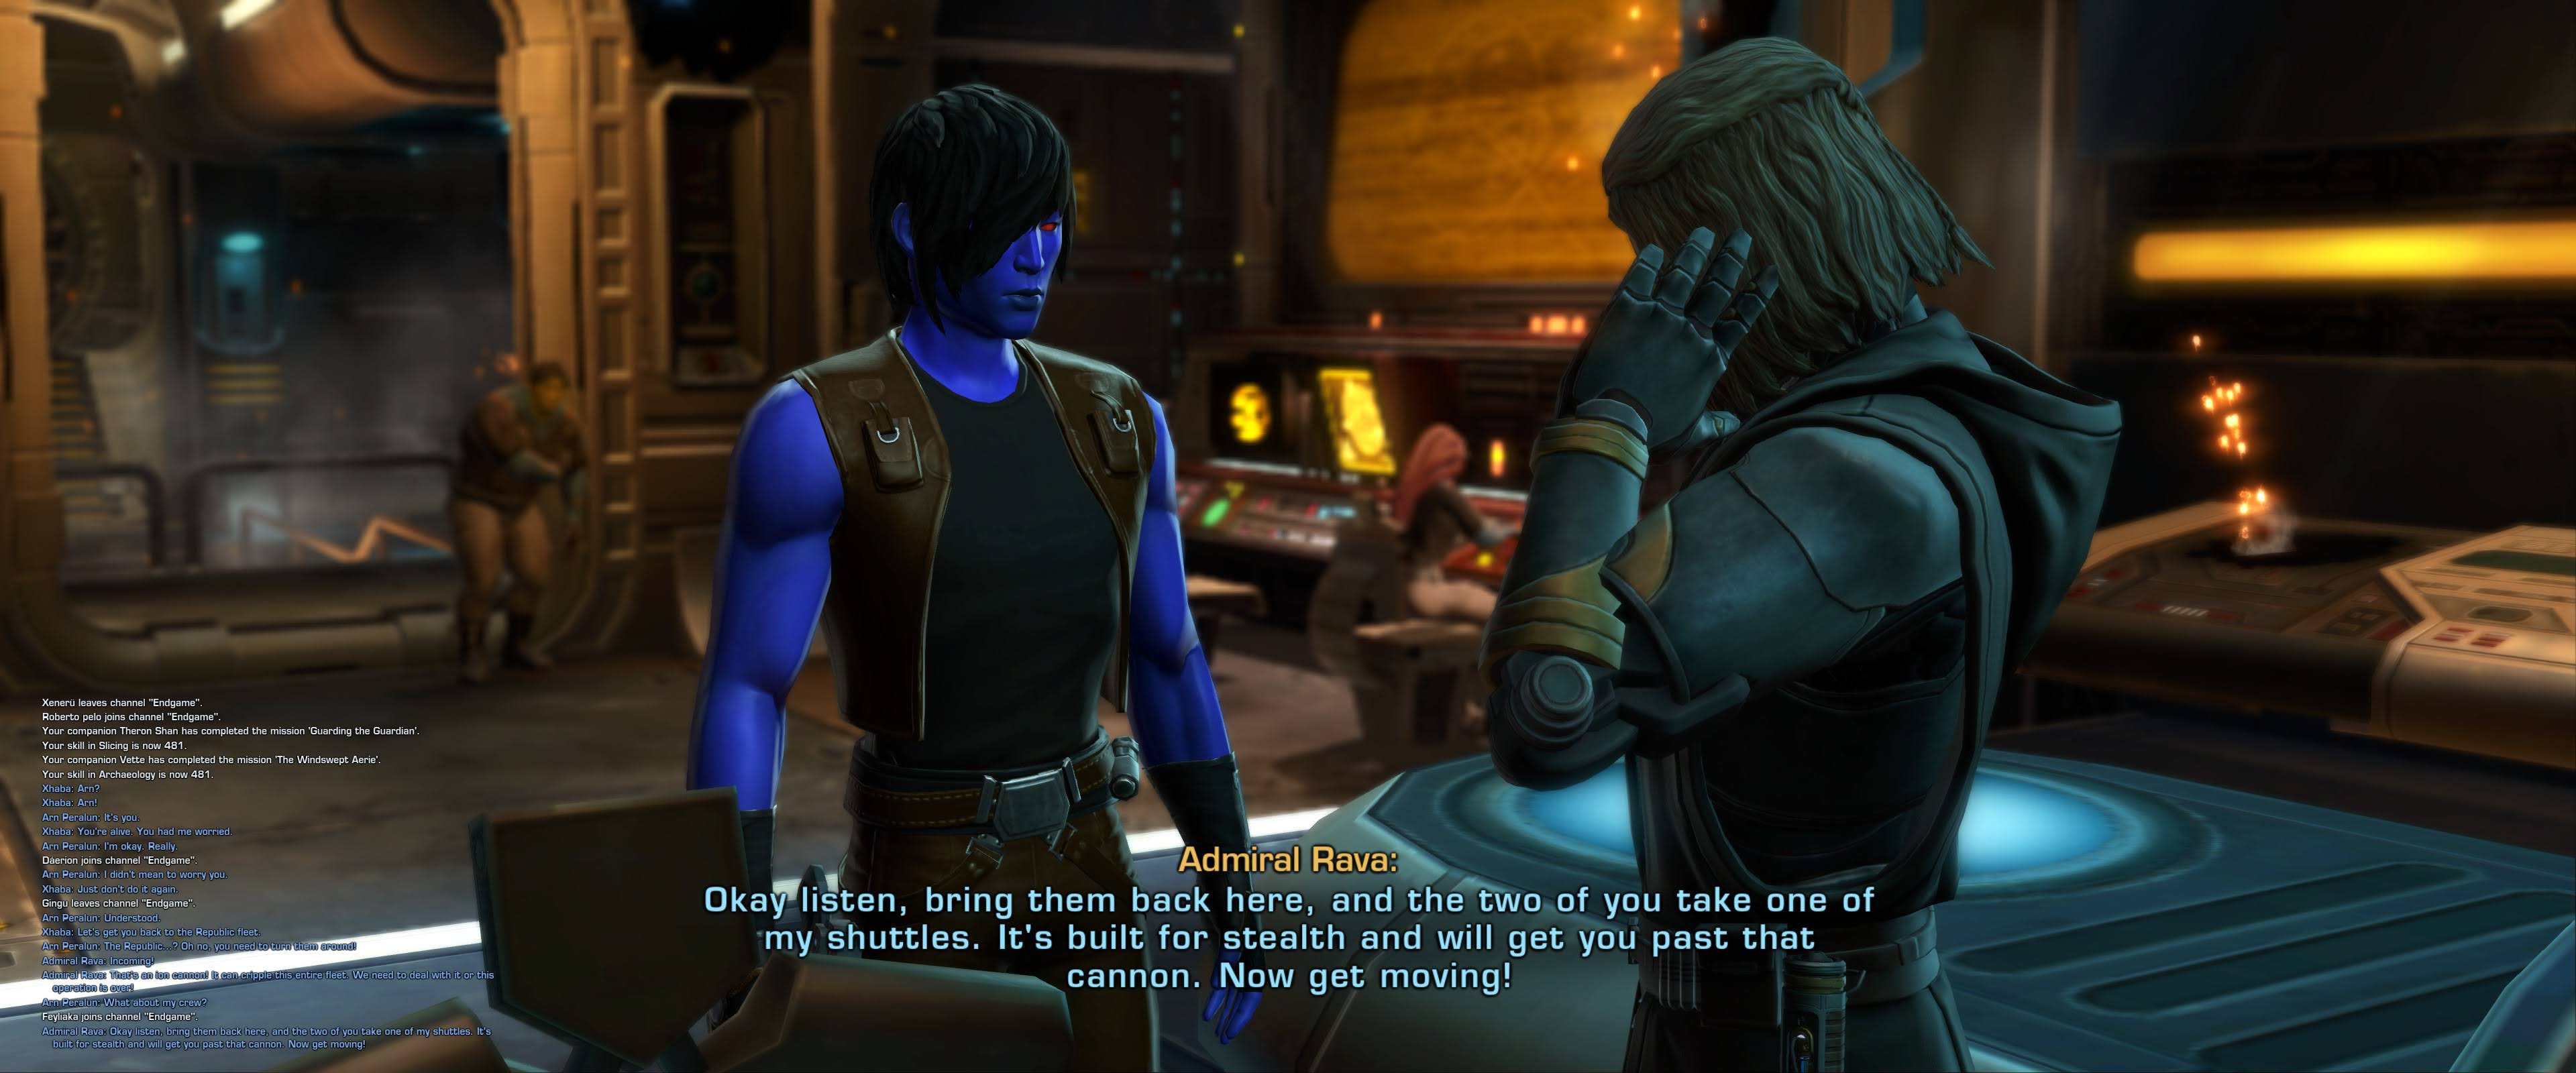 Xenerü leaves channel "Endgame".
Roberto pelo joins channel "Endgame".
Your companion Theron Shan has completed the mission 'Guarding the Guardian'.
Your skill in Slicing is now 481.
Your companion Vette has completed the mission 'The Windswept Aerie'.
Your skill in Archaeology is now 481.
Xhaba: Arn?
Xhaba: Arn!
Arn Peralun: It's you.
Xhaba: You're alive. You had me worried.
Arn Peralun: I'm okay. Really.
Dáerion joins channel "Endgame".
Arn Peralun: I didn't mean to worry you.
Xhaba: Just don't do it again.
Gingu leaves channel "Endgame".
Arn Peralun: Understood.
Xhaba: Let's get you back to the Republic fleet.
Arn Peralun: The Republic...? Oh no, you need to turn them around!
Admiral Rava: Incoming!
Admiral Rava: That's an ion cannon! It can cripple this entire fleet. We need to deal with it or this
operation is over!
Arn Peralun: What about my crew?
Feyliaka joins channel "Endgame".
Admiral Rava: Okay listen, bring them back here, and the two of you take one of my shuttles. It's
built for stealth and will get you past that cannon. Now get moving!
Admiral Rava:
Okay listen, bring them back here, and the two of you take one of
my shuttles. It's built for stealth and will get you past that
cannon. Now get moving!